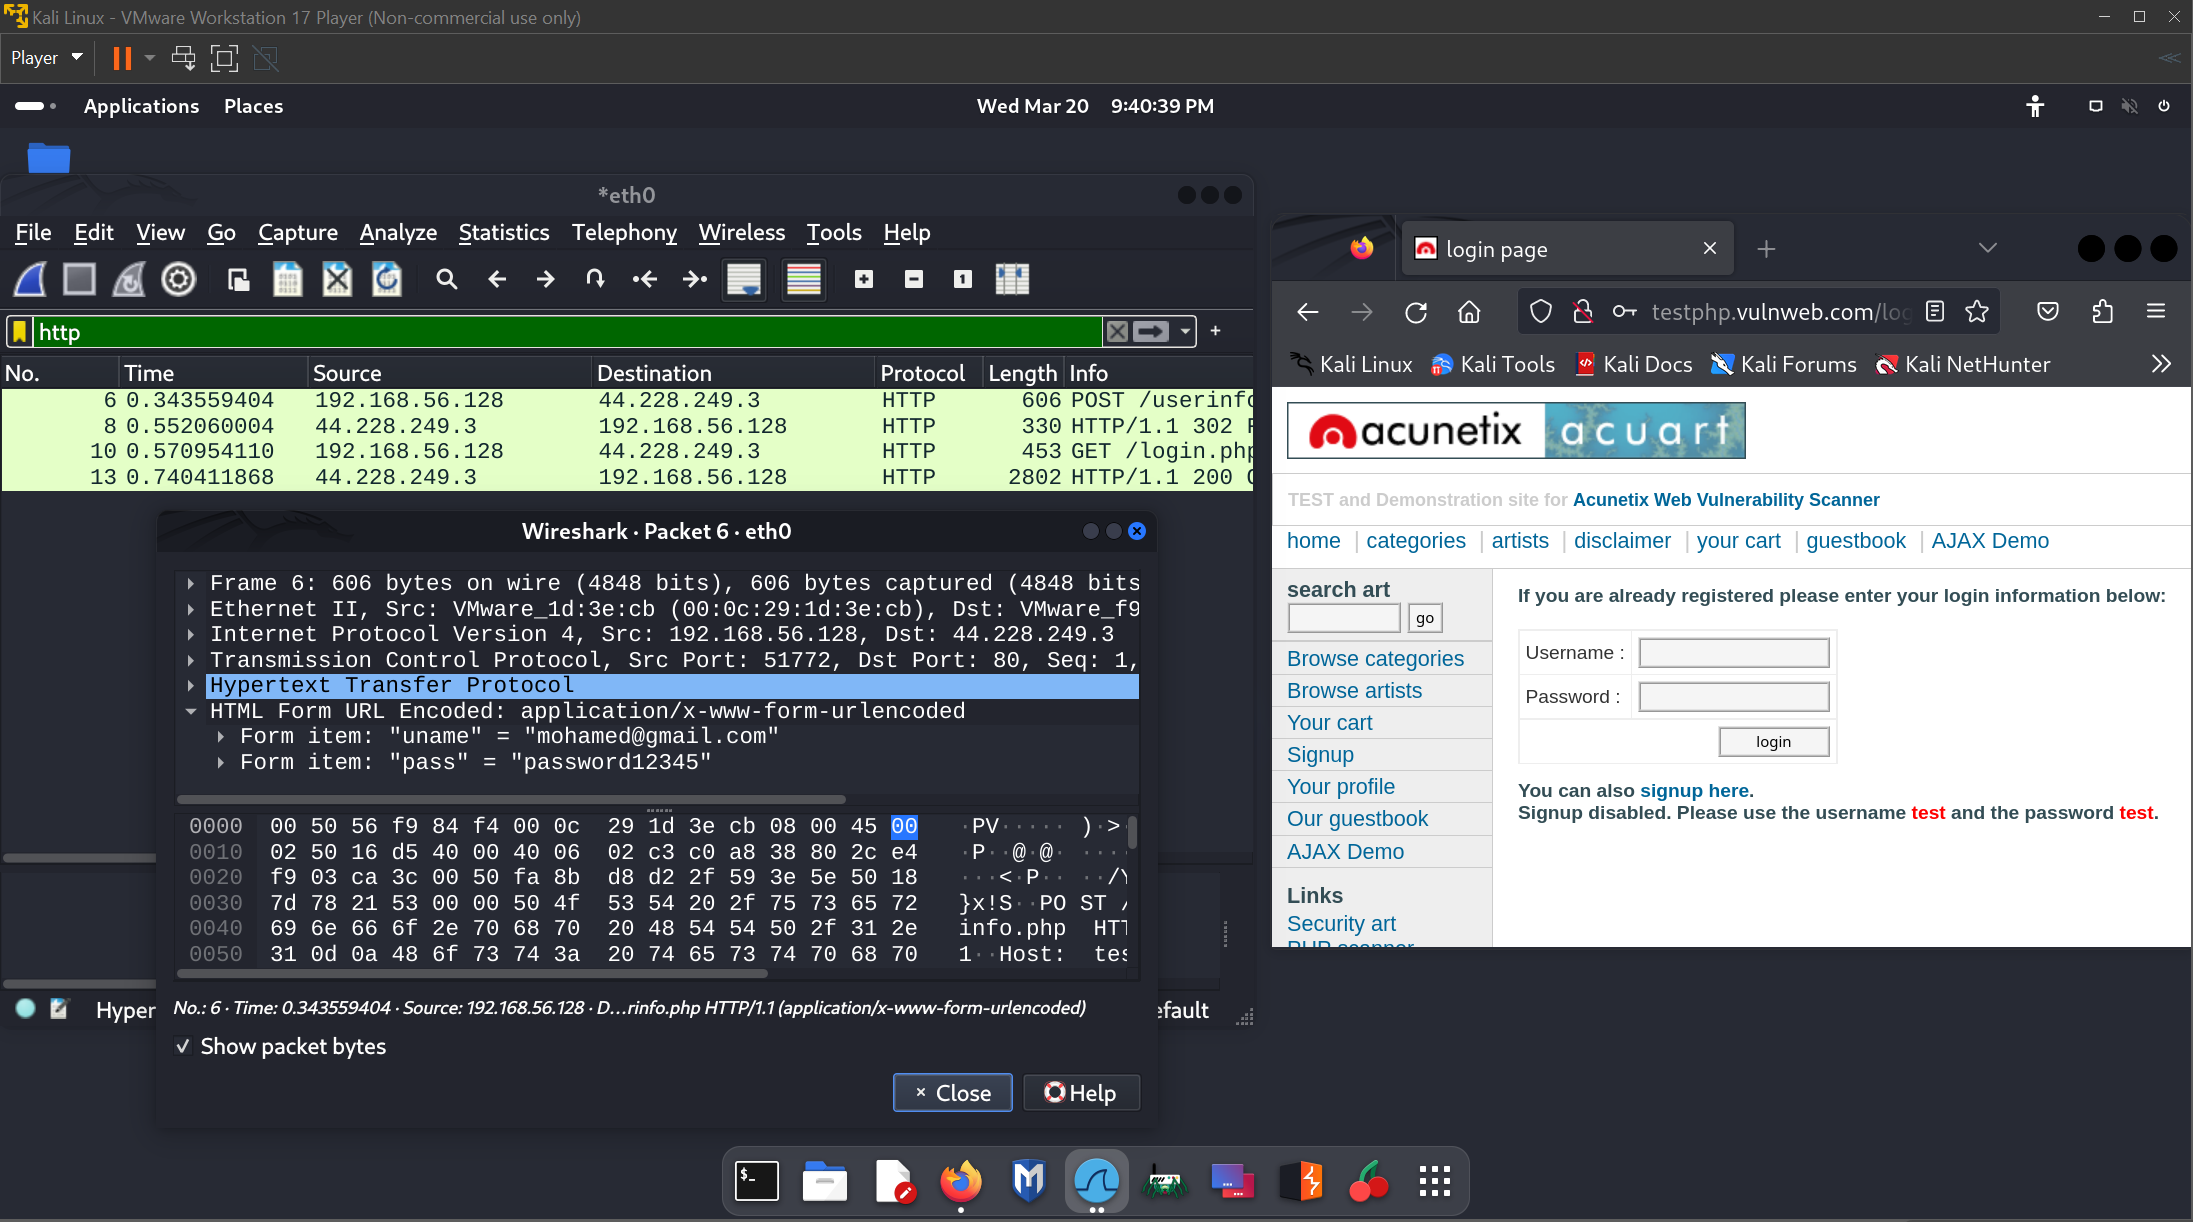 Kali Linux - VMware Workstation 17 Player (Non-commercial use only)
Player
Applications Places
Wed Mar 20 9:40:39 PM
*eth0
File Edit View Go Capture Analyze Statistics Telephony Wireless Tools Help
http
No. Time Source Destination Protocol Length Info
6 0.343559404 192.168.56.128 44.228.249.3 HTTP 606 POST /userinfo
8 0.552060004 44.228.249.3 192.168.56.128 HTTP 330 HTTP/1.1 302
10 0.570954110 192.168.56.128 44.228.249.3 HTTP 453 GET /login.php
13 0.740411868 44.228.249.3 192.168.56.128 HTTP 2802 HTTP/1.1 200
Wireshark · Packet 6 · eth0
Frame 6: 606 bytes on wire (4848 bits), 606 bytes captured (4848 bits
Ethernet II, Src: VMware_1d:3e:cb (00:0c:29:1d:3e:cb), Dst: VMware_f9
Internet Protocol Version 4, Src: 192.168.56.128, Dst: 44.228.249.3
Transmission Control Protocol, Src Port: 51772, Dst Port: 80, Seq: 1,
Hypertext Transfer Protocol
HTML Form URL Encoded: application/x-www-form-urlencoded
Form item: "uname" = "mohamed@gmail.com"
Form item: "pass" = "password12345"
0000 00 50 56 f9 84 f4 00 0c 29 1d 3e cb 08 00 45 00 ·PV····· )·>·
0010 02 50 16 d5 40 00 40 06 02 c3 c0 a8 38 80 2c e4 ·P··@·@· ····
0020 f9 03 ca 3c 00 50 fa 8b d8 d2 2f 59 3e 5e 50 18 ···<·P·· ··/Y
0030 7d 78 21 53 00 00 50 4f 53 54 20 2f 75 73 65 72 }x!S··PO ST /
0040 69 6e 66 6f 2e 70 68 70 20 48 54 54 50 2f 31 2e info.php HTT
0050 31 0d 0a 48 6f 73 74 3a 20 74 65 73 74 70 68 70 1··Host: tes
Hyper
efault
No.: 6 · Time: 0.343559404 · Source: 192.168.56.128 · D…rinfo.php HTTP/1.1 (application/x-www-form-urlencoded)
Show packet bytes
Close Help
login page
testphp.vulnweb.com/log
Kali Linux Kali Tools Kali Docs Kali Forums Kali NetHunter
acunetix acuart
TEST and Demonstration site for Acunetix Web Vulnerability Scanner
home | categories | artists | disclaimer | your cart | guestbook | AJAX Demo
search art
go
Browse categories
Browse artists
Your cart
Signup
Your profile
Our guestbook
AJAX Demo
Links
Security art
PHP scanner
If you are already registered please enter your login information below:
Username :
Password :
login
You can also signup here.
Signup disabled. Please use the username test and the password test.